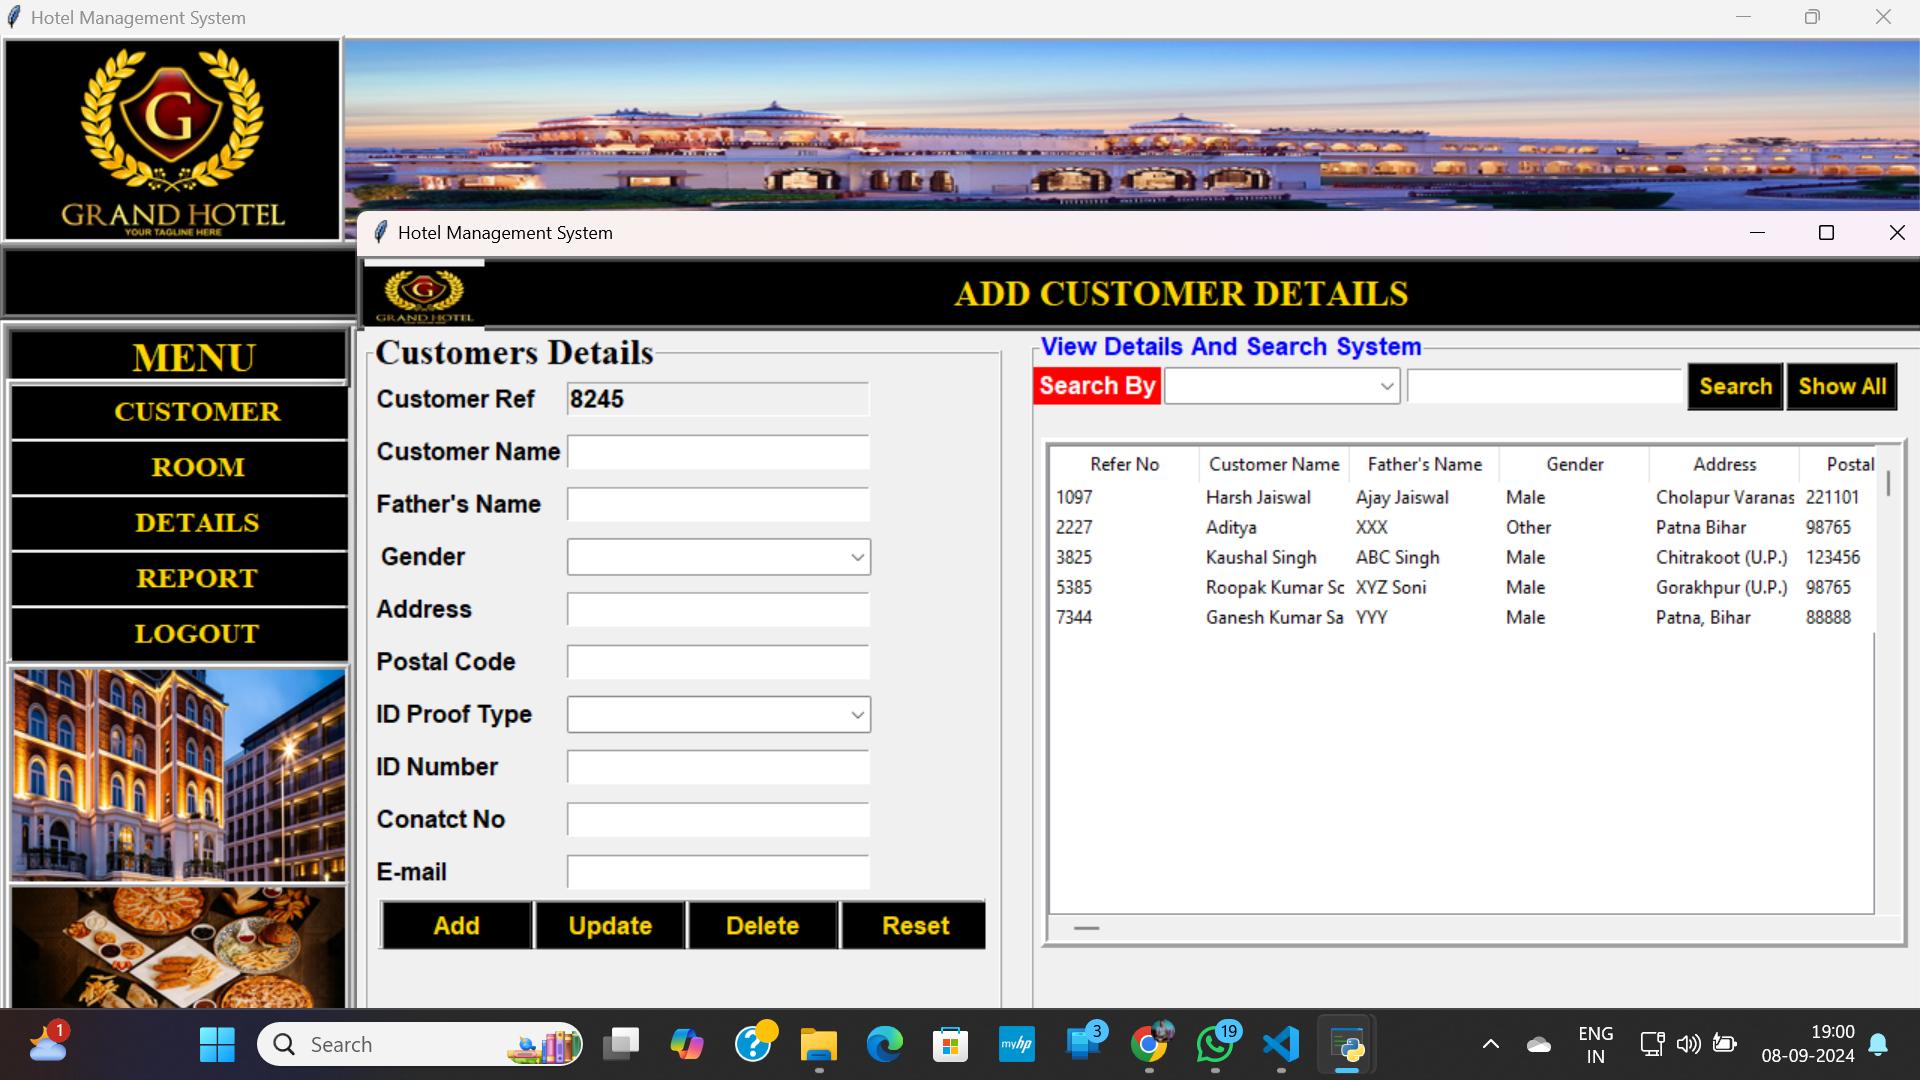 Hotel Management System
G
GRAND HOTEL
YOUR TAGLINE HERE
Hotel Management System
G
GRAND HOTEL
ADD CUSTOMER DETAILS
MENU
CUSTOMER
ROOM
DETAILS
REPORT
LOGOUT
Customers Details
Customer Ref 8245
Customer Name
Father's Name
Gender
Address
Postal Code
ID Proof Type
ID Number
Conatct No
E-mail
Add Update Delete Reset
View Details And Search System
Search By Search Show All
Refer No Customer Name Father's Name Gender Address Postal
1097 Harsh Jaiswal Ajay Jaiswal Male Cholapur Varanas 221101
2227 Aditya XXX Other Patna Bihar 98765
3825 Kaushal Singh ABC Singh Male Chitrakoot (U.P.) 123456
5385 Roopak Kumar Sc XYZ Soni Male Gorakhpur (U.P.) 98765
7344 Ganesh Kumar Sa YYY Male Patna, Bihar 88888
1 Search ? myhp 3 19 ENG 19:00
IN 08-09-2024